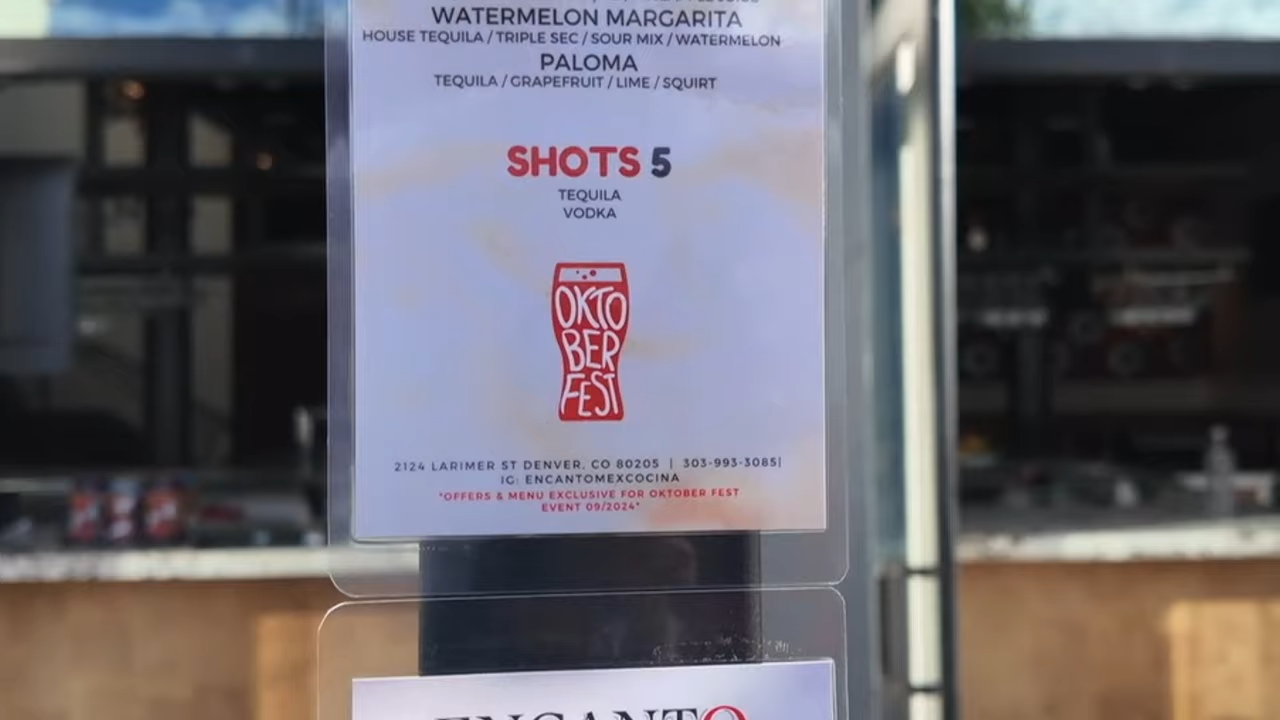 WATERMELON MARGARITA
HOUSE TEQUILA / TRIPLE SEC / SOUR MIX / WATERMELON
PALOMA
TEQUILA / GRAPEFRUIT / LIME / SQUIRT
SHOTS 5
TEQUILA
VODKA
OKTO
BER
FEST
2124 LARIMER ST DENVER, CO 80205 | 303-993-3085|
IG: ENCANTOMEXCOCINA
*OFFERS & MENU EXCLUSIVE FOR OKTOBER FEST
EVENT 09/2024*
ENCANTO